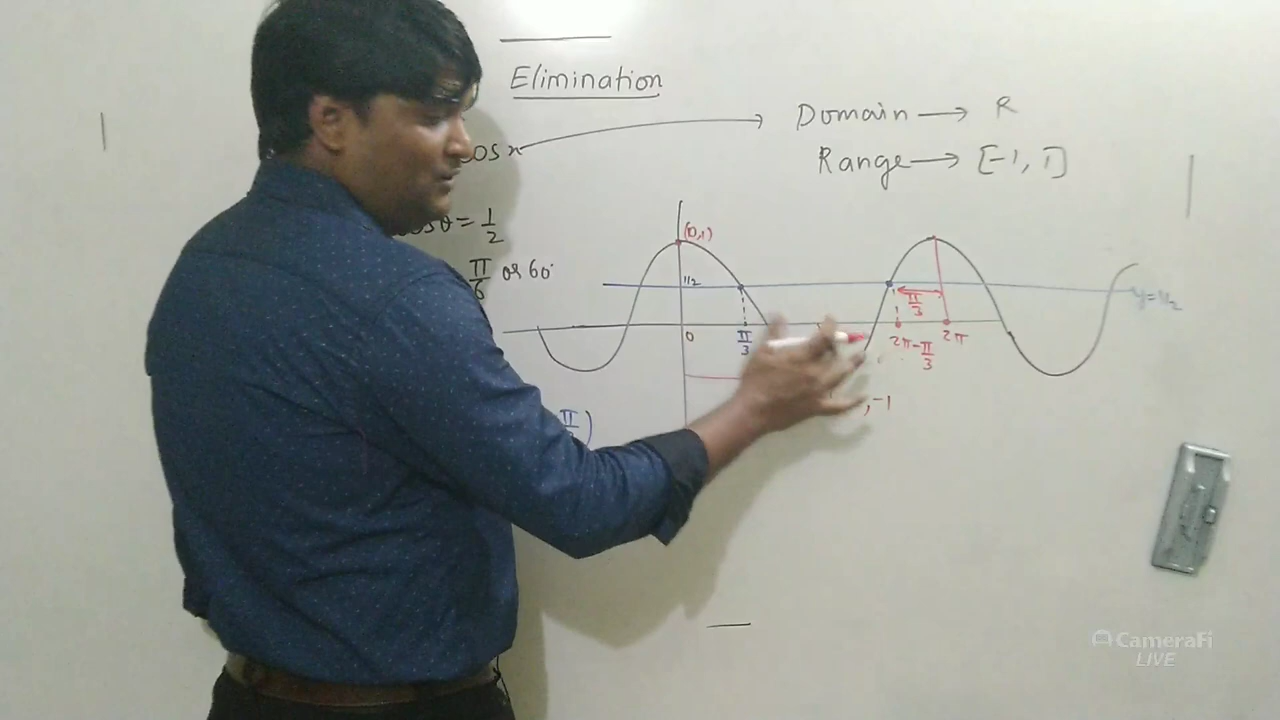 Elimination
cos x → Domain → R
Range → [-1, 1]
cosθ = 1/2
π/6 or 60°
(0,1)
1/2
y = 1/2
π/3
0
π/3
2π - π/3
2π
, -1
π
)
CameraFi
LIVE